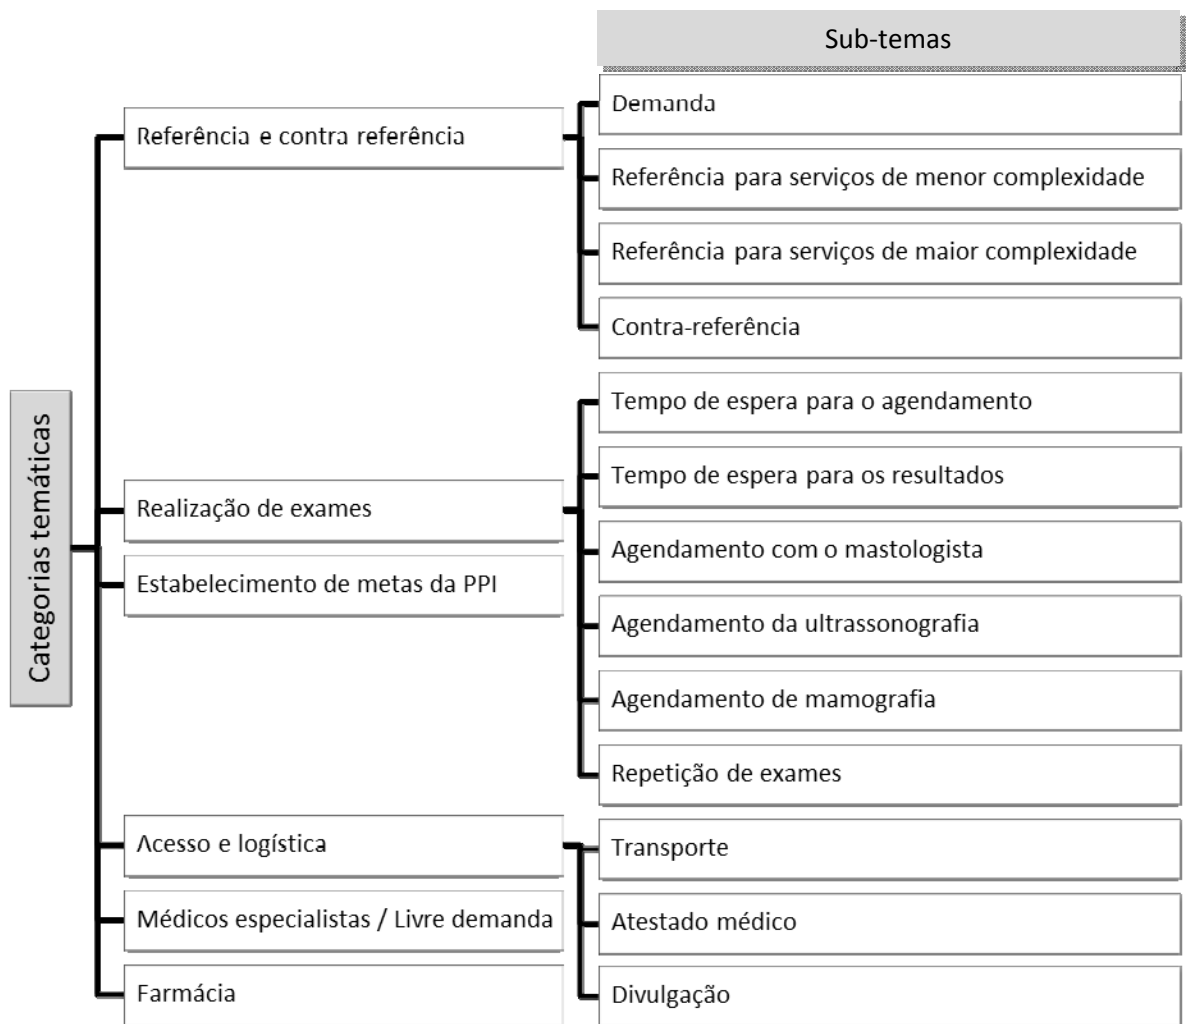 Sub-temas
Categorias temáticas
Referência e contra referência
Demanda
Referência para serviços de menor complexidade
Referência para serviços de maior complexidade
Contra-referência
Realização de exames
Tempo de espera para o agendamento
Tempo de espera para os resultados
Agendamento com o mastologista
Agendamento da ultrassonografia
Agendamento de mamografia
Repetição de exames
Estabelecimento de metas da PPI
Acesso e logística
Transporte
Atestado médico
Divulgação
Médicos especialistas / Livre demanda
Farmácia